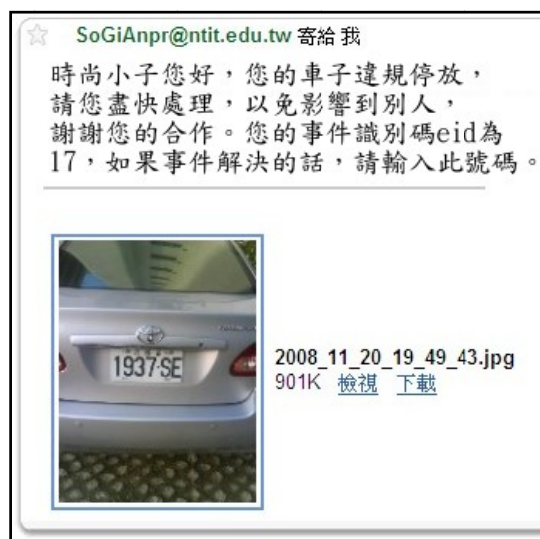 SoGiAnpr@ntit.edu.tw 寄給 我
時尚小子您好，您的車子違規停放，
請您盡快處理，以免影響到別人，
謝謝您的合作。您的事件識別碼eid為
17，如果事件解決的話，請輸入此號碼。
1937-SE
2008_11_20_19_49_43.jpg
901K 檢視 下載